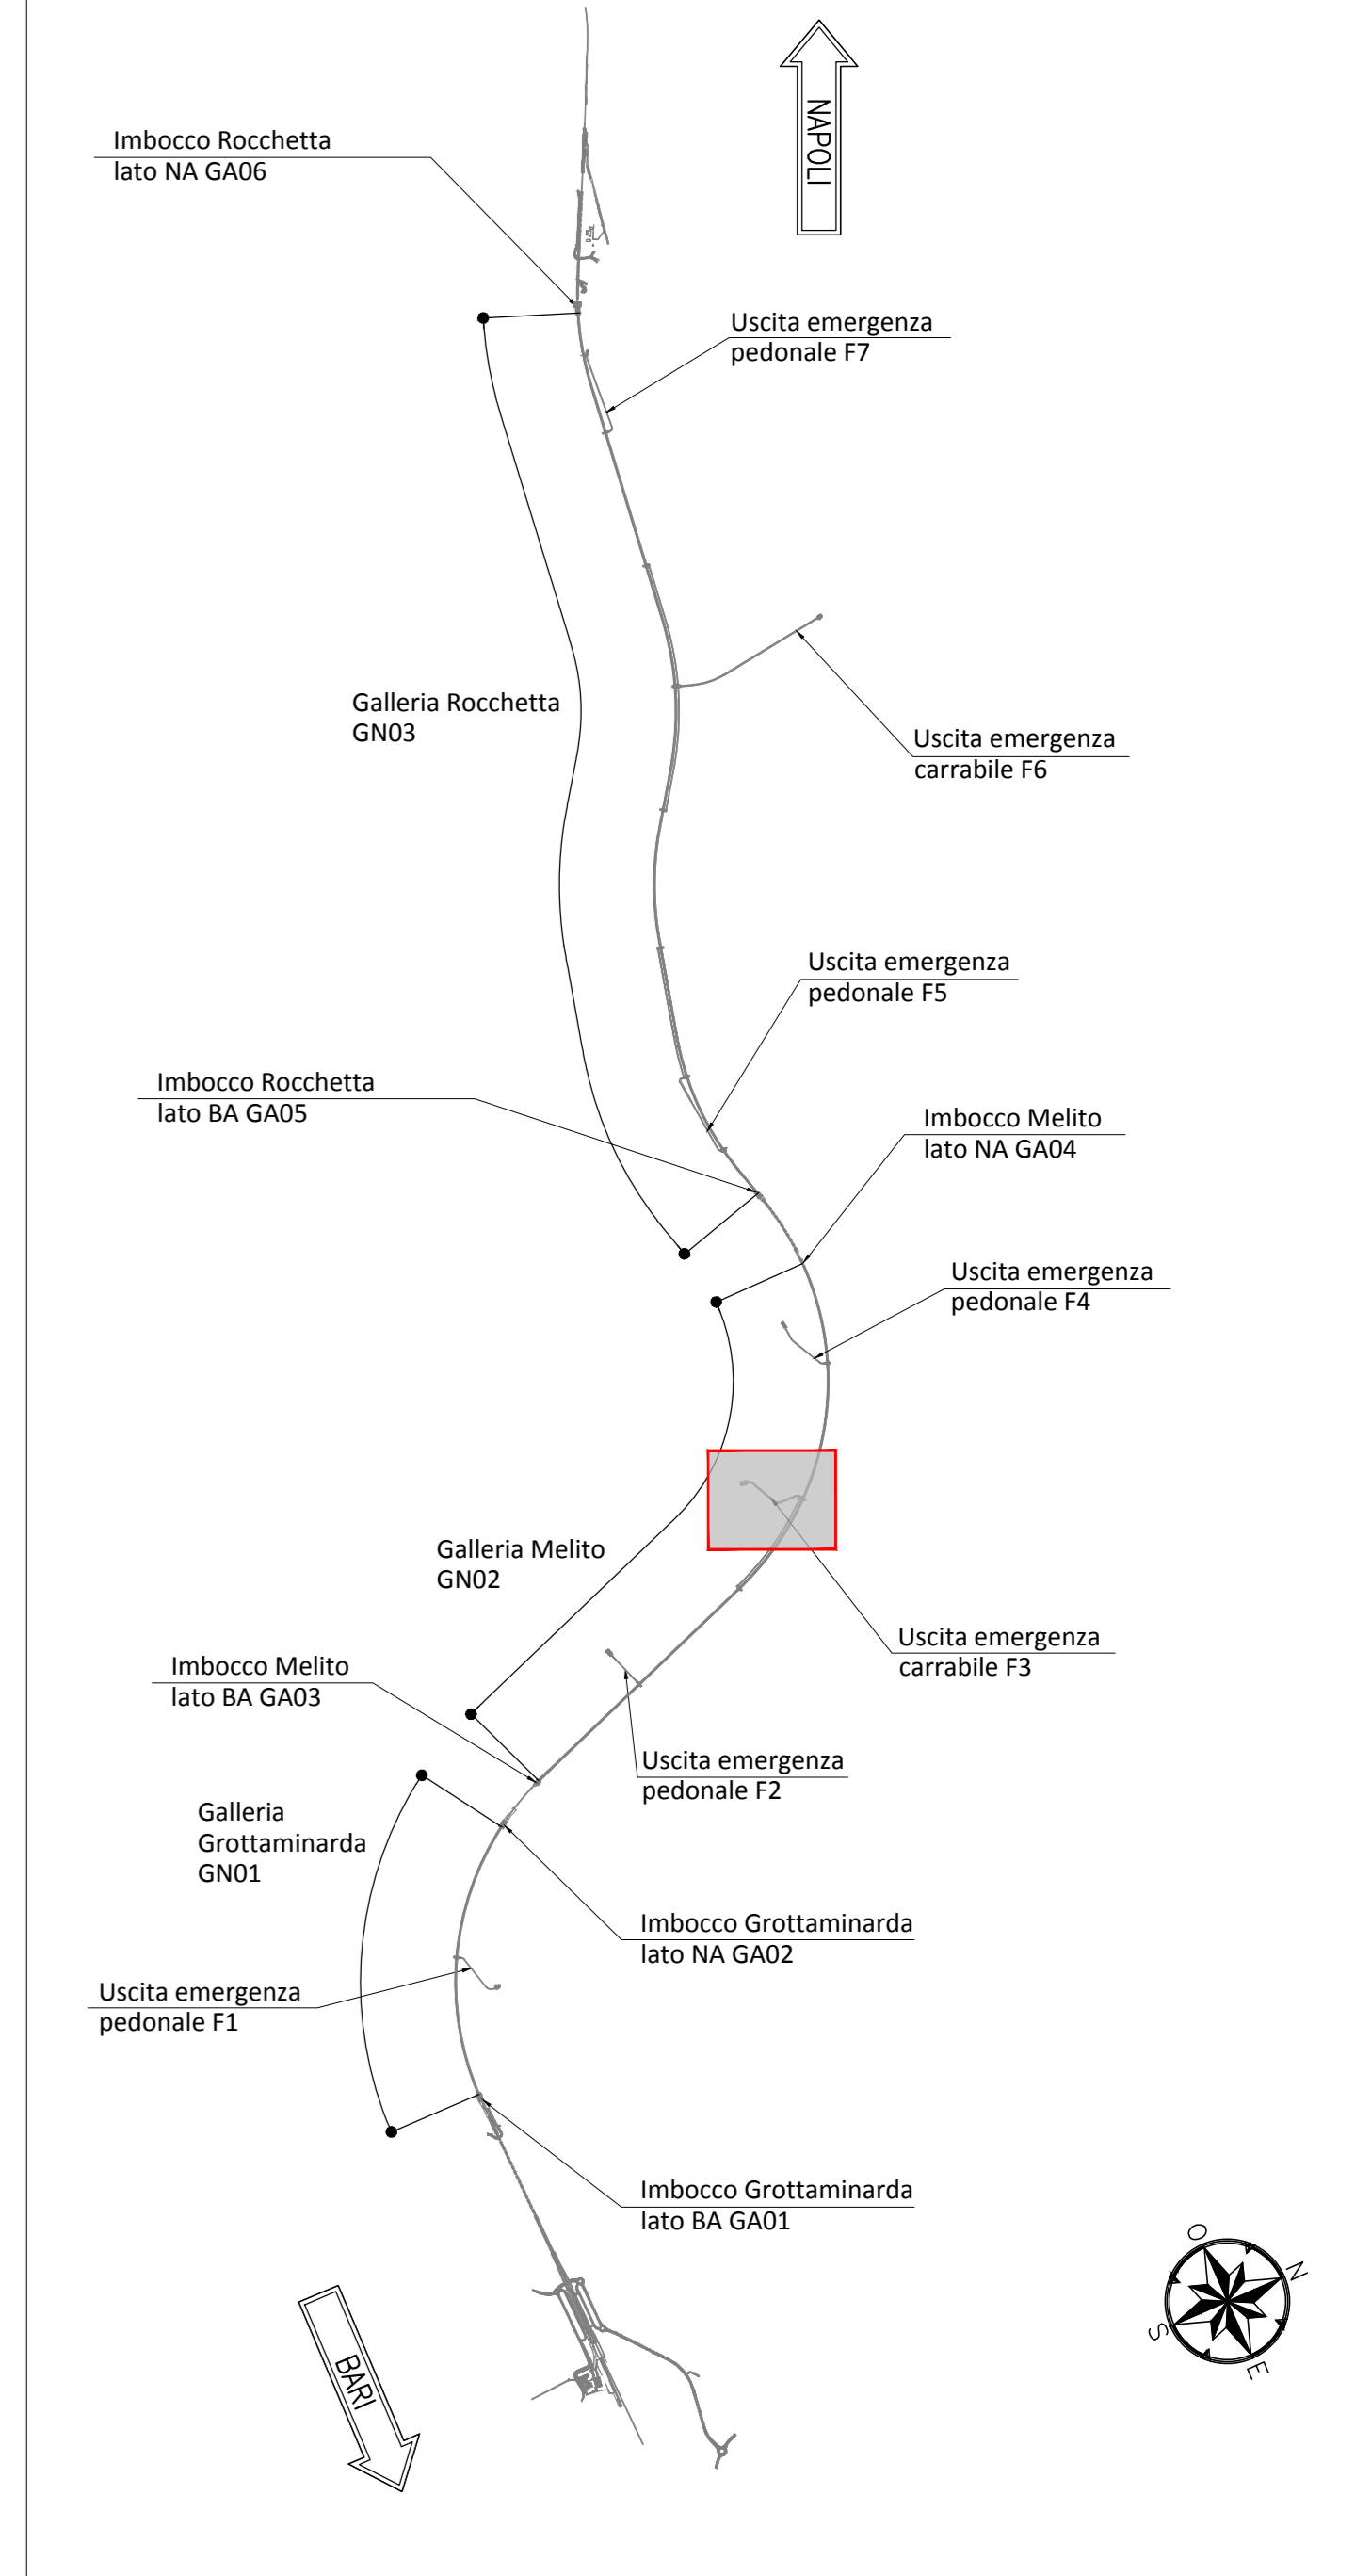 NAPOLI
Imbocco Rocchetta
lato NA GA06
Uscita emergenza
pedonale F7
Galleria Rocchetta
GN03
Uscita emergenza
carrabile F6
Uscita emergenza
pedonale F5
Imbocco Rocchetta
lato BA GA05
Imbocco Melito
lato NA GA04
Uscita emergenza
pedonale F4
Galleria Melito
GN02
Uscita emergenza
carrabile F3
Imbocco Melito
lato BA GA03
Uscita emergenza
pedonale F2
Galleria
Grottaminarda
GN01
Imbocco Grottaminarda
lato NA GA02
Uscita emergenza
pedonale F1
Imbocco Grottaminarda
lato BA GA01
BARI
O
N
S
E